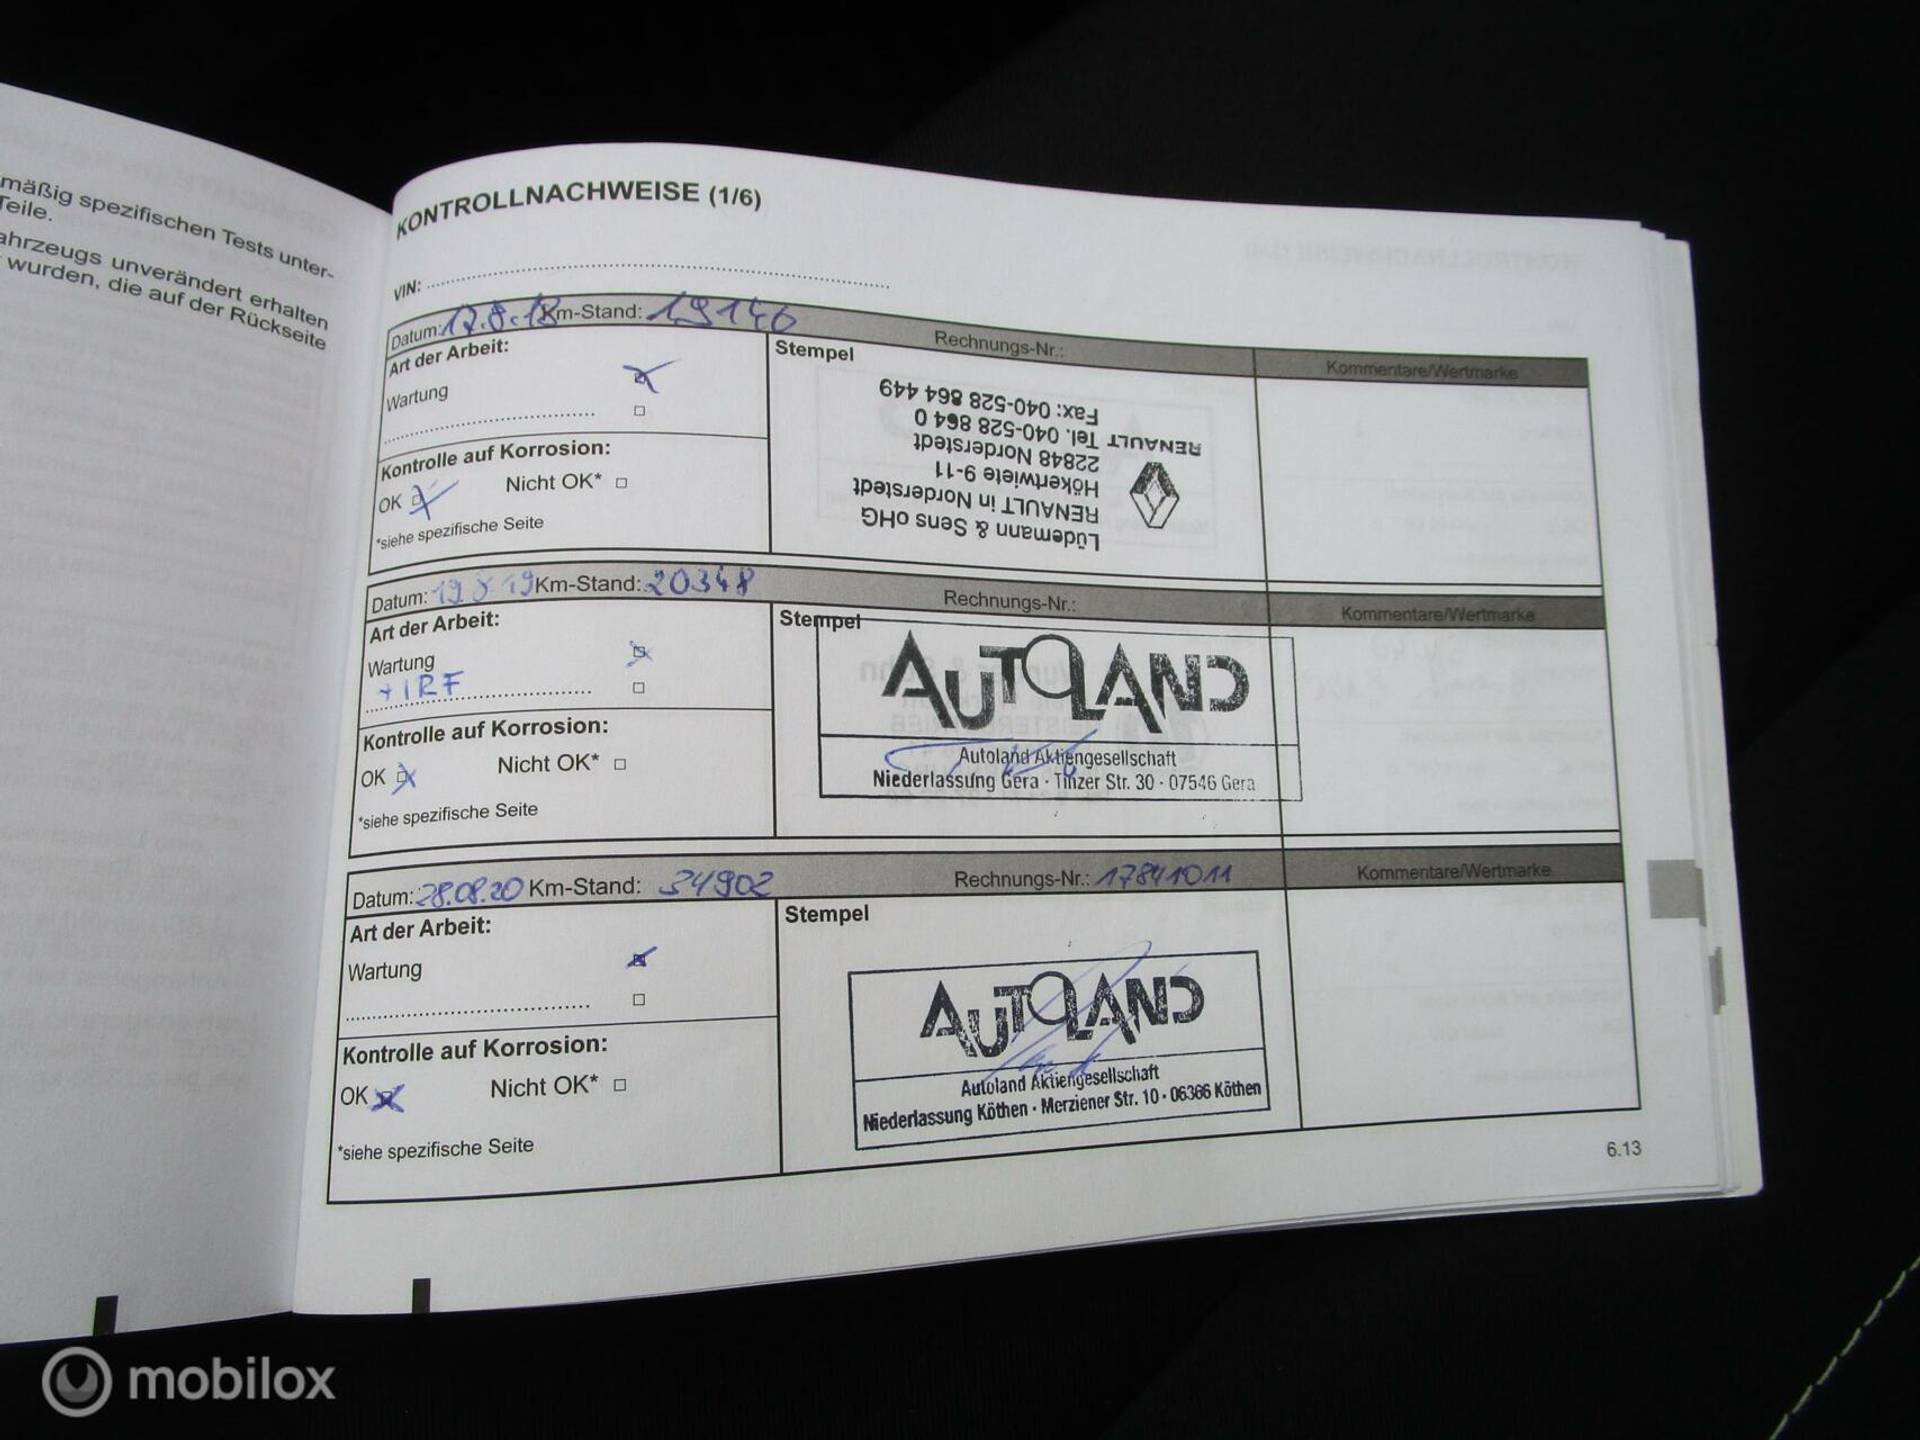 mäßig spezifischen Tests unter-
Teile.
ahrzeugs unverändert erhalten
wurden, die auf der Rückseite
KONTROLLNACHWEISE (1/6)
VIN:
Datum: 17.8.18 Km-Stand: 19146 Rechnungs-Nr.: Kommentare/Wertmarke
Art der Arbeit:
Wartung
Kontrolle auf Korrosion:
OK Nicht OK*
*siehe spezifische Seite
Stempel
Lüdemann & Sens oHG
RENAULT in Norderstedt
Hökertwiete 9-11
22848 Norderstedt
RENAULT Tel. 040-528 864 0
Fax: 040-528 864 449
Datum: 19.8.19 Km-Stand: 20348 Rechnungs-Nr.: Kommentare/Wertmarke
Art der Arbeit:
Wartung
+ IRF
Kontrolle auf Korrosion:
OK Nicht OK*
*siehe spezifische Seite
Stempel
AUTOLAND
Autoland Aktiengesellschaft
Niederlassung Gera · Tinzer Str. 30 · 07546 Gera
Datum: 28.08.20 Km-Stand: 34902 Rechnungs-Nr.: 17841011 Kommentare/Wertmarke
Art der Arbeit:
Wartung
Kontrolle auf Korrosion:
OK Nicht OK*
*siehe spezifische Seite
Stempel
AUTOLAND
Autoland Aktiengesellschaft
Niederlassung Köthen · Merziener Str. 10 · 06366 Köthen
6.13
mobilox